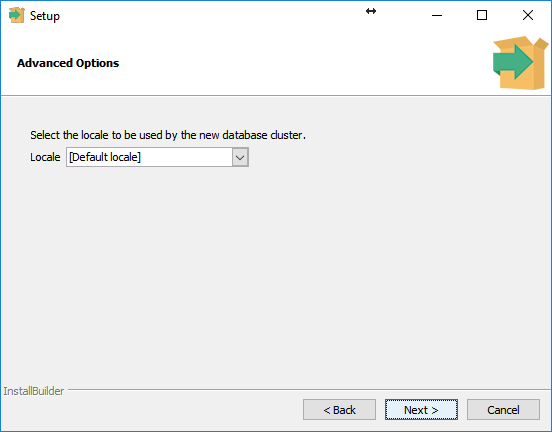 Setup
Advanced Options
Select the locale to be used by the new database cluster.
Locale [Default locale]
InstallBuilder
< Back Next > Cancel